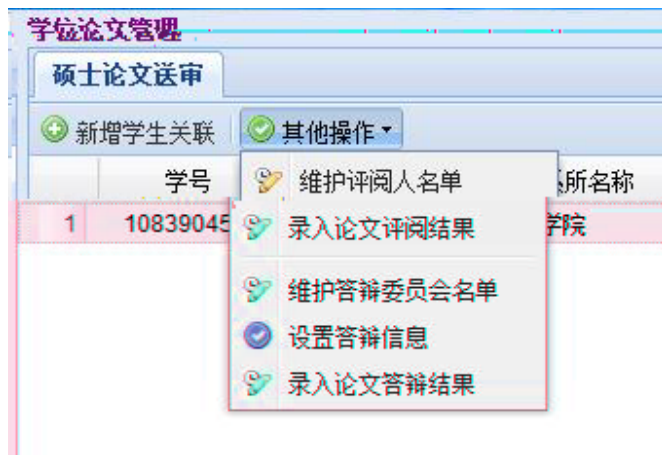 学位论文管理
硕士论文送审
新增学生关联 其他操作
学号 所名称
1 10839045 学院
维护评阅人名单
录入论文评阅结果
维护答辩委员会名单
设置答辩信息
录入论文答辩结果